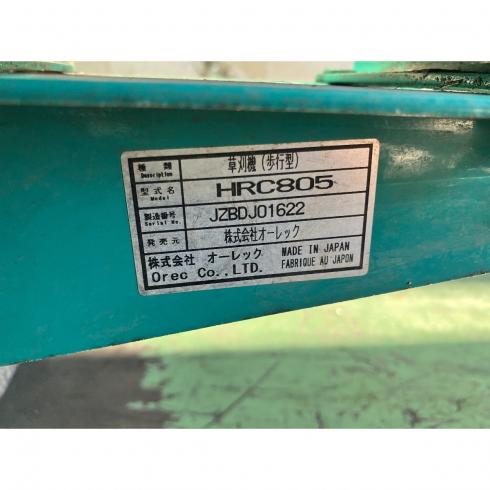 種類 草刈機(歩行型)
Description
型式名 HRC805
Model
製造番号 JZBDJ01622
Serial No.
発売元 株式会社オーレック
株式会社 オーレック MADE IN JAPAN
Orec Co.,LTD. FABRIQUE AU JAPON